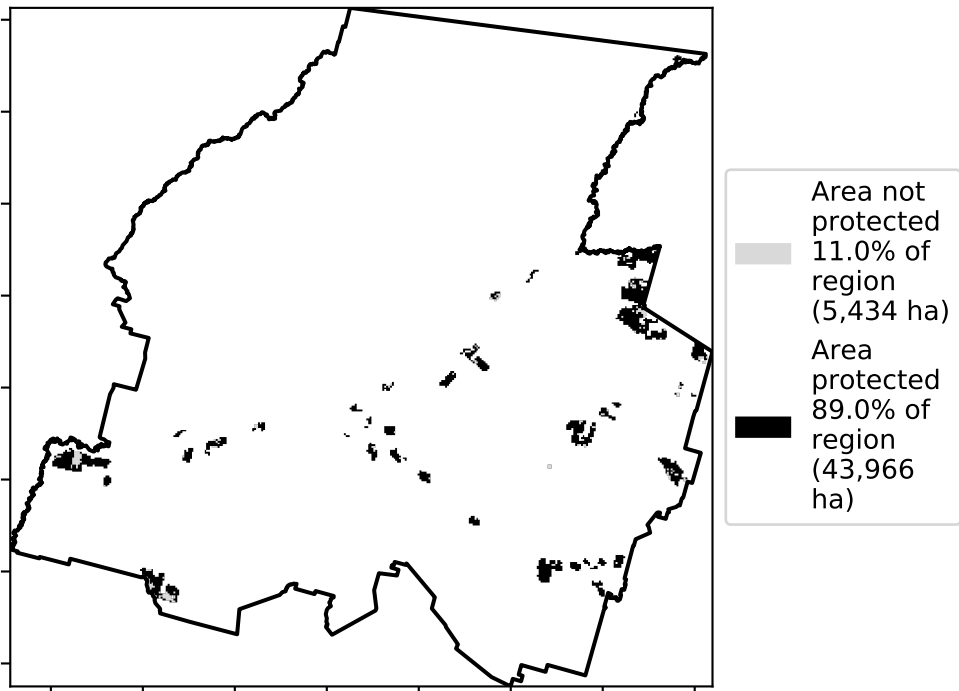 Area not
protected
11.0% of
region
(5,434 ha)
Area
protected
89.0% of
region
(43,966
ha)